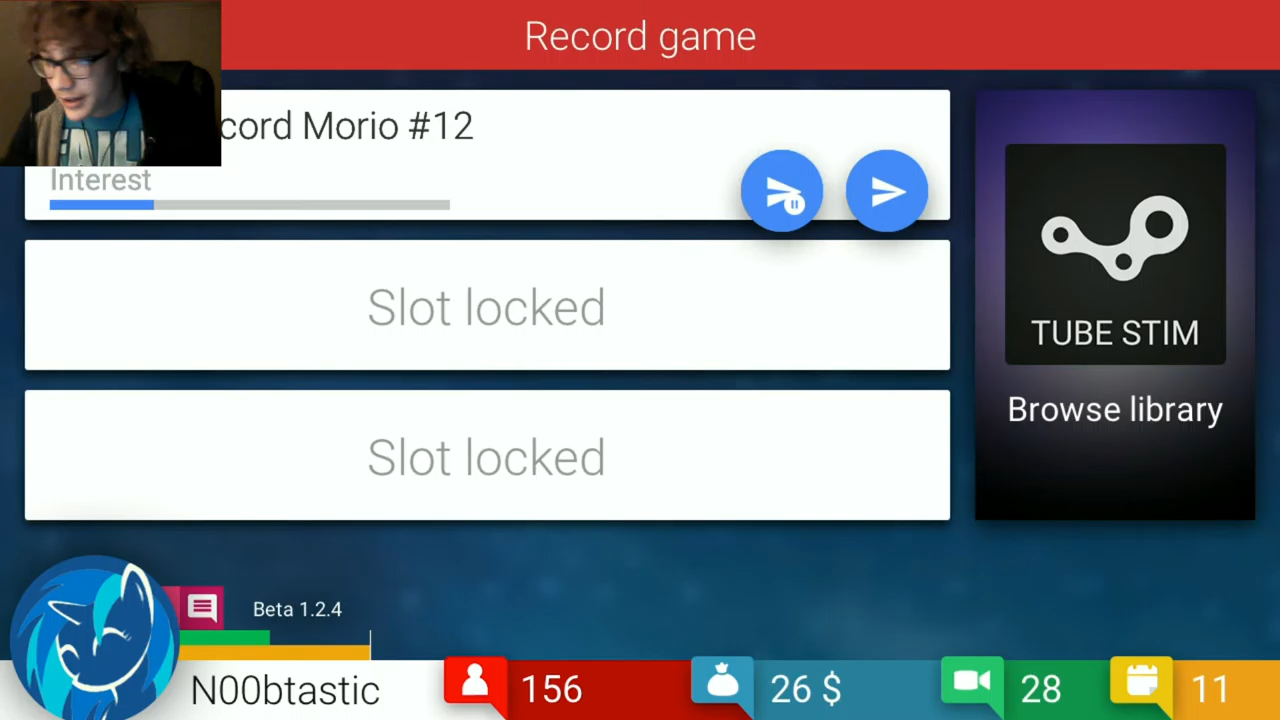 Record game
cord Morio #12
Interest
Slot locked
Slot locked
TUBE STIM
Browse library
Beta 1.2.4
N00btastic
156
26 $
28
11